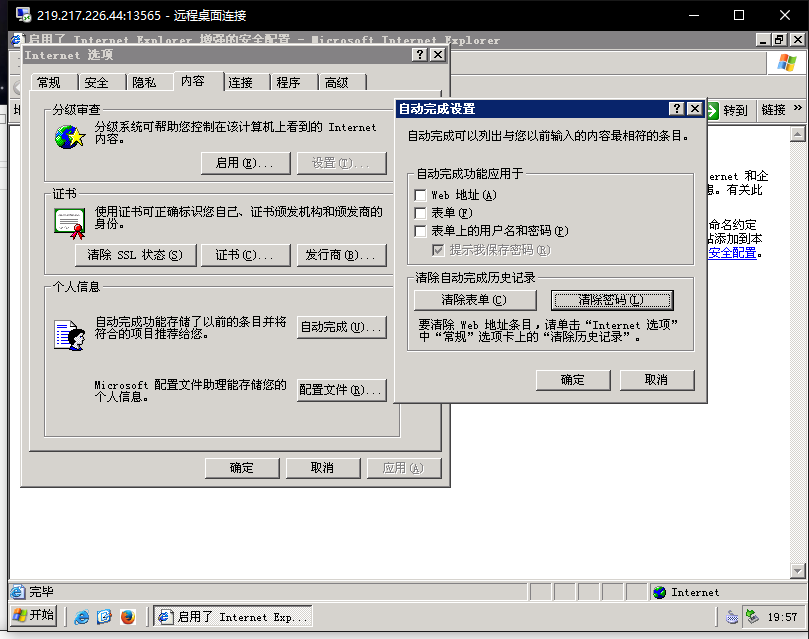 219.217.226.44:13565 - 远程桌面连接
启用了 Internet Explorer 增强的安全配置 - Microsoft Internet Explorer
Internet 选项
常规 安全 隐私 内容 连接 程序 高级
分级审查
分级系统可帮助您控制在该计算机上看到的 Internet
内容。
启用(E)... 设置(T)...
证书
使用证书可正确标识您自己、证书颁发机构和颁发商的
身份。
清除 SSL 状态(S) 证书(C)... 发行商(B)...
个人信息
自动完成功能存储了以前的条目并将
符合的项目推荐给您。
自动完成(U)...
Microsoft 配置文件助理能存储您的
个人信息。
配置文件(R)...
确定 取消 应用(A)
自动完成设置
自动完成可以列出与您以前输入的内容最相符的条目。
自动完成功能应用于
Web 地址(A)
表单(F)
表单上的用户名和密码(P)
提示我保存密码(R)
清除自动完成历史记录
清除表单(C) 清除密码(L)
要清除 Web 地址条目,请单击“Internet 选项”
中“常规”选项卡上的“清除历史记录”。
确定 取消
转到 链接 »
ernet 和企
息。有关此
命名约定
站添加到本
安全配置。
完毕 Internet
开始 启用了 Internet Exp... 19:57